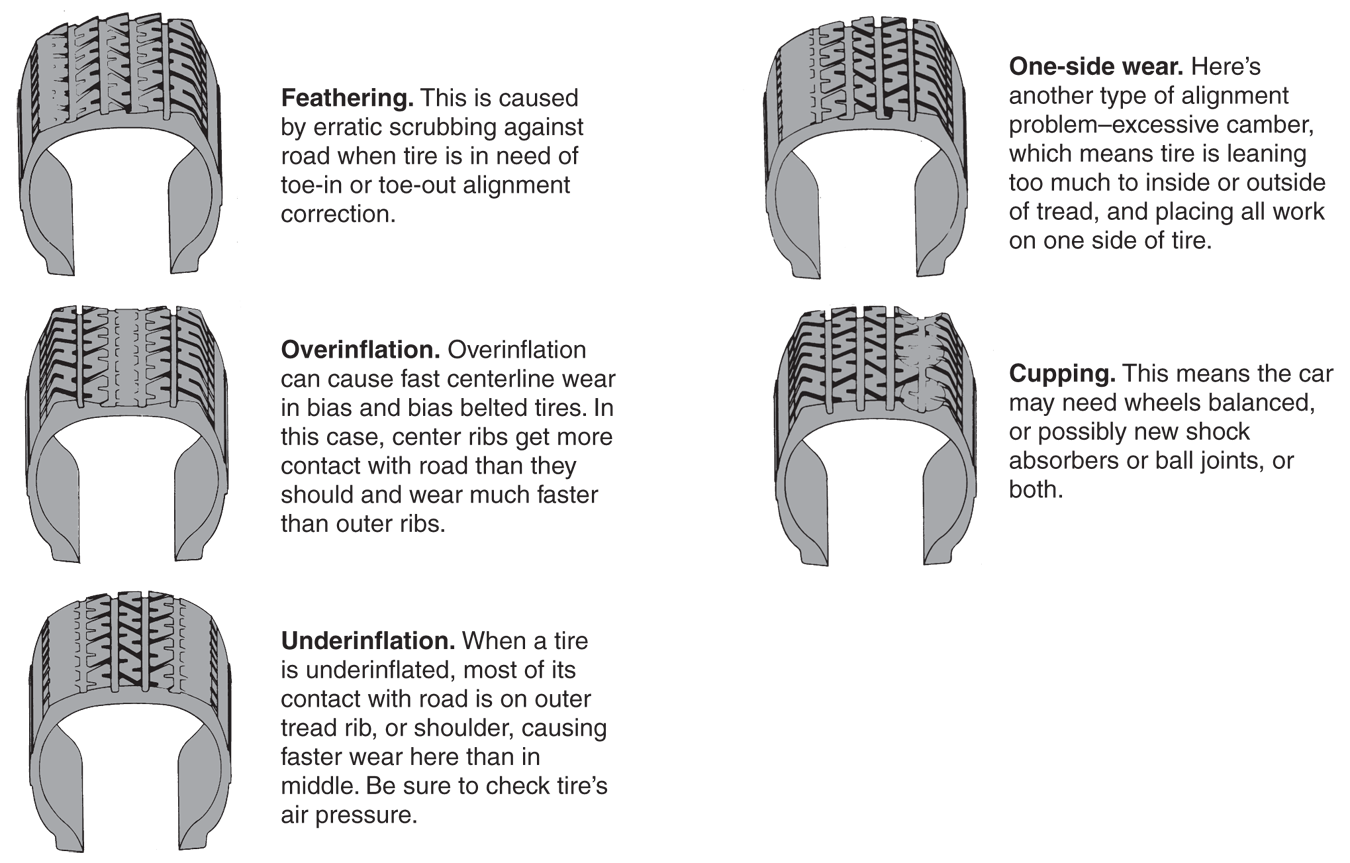 Feathering. This is caused
by erratic scrubbing against
road when tire is in need of
toe-in or toe-out alignment
correction.
Overinflation. Overinflation
can cause fast centerline wear
in bias and bias belted tires. In
this case, center ribs get more
contact with road than they
should and wear much faster
than outer ribs.
Underinflation. When a tire
is underinflated, most of its
contact with road is on outer
tread rib, or shoulder, causing
faster wear here than in
middle. Be sure to check tire’s
air pressure.
One-side wear. Here’s
another type of alignment
problem–excessive camber,
which means tire is leaning
too much to inside or outside
of tread, and placing all work
on one side of tire.
Cupping. This means the car
may need wheels balanced,
or possibly new shock
absorbers or ball joints, or
both.